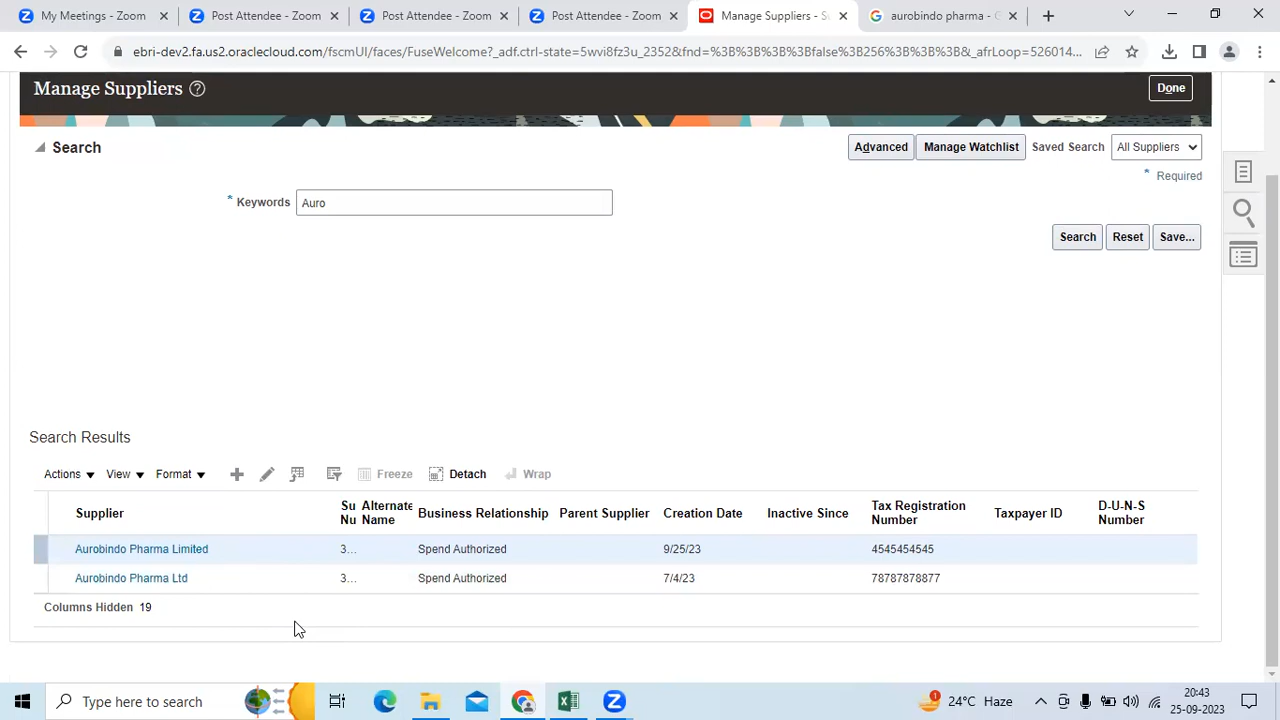 My Meetings - Zoom
Post Attendee - Zoom
Post Attendee - Zoom
Post Attendee - Zoom
Manage Suppliers - S
aurobindo pharma - G
ebri-dev2.fa.us2.oraclecloud.com/fscmUI/faces/FuseWelcome?_adf.ctrl-state=5wvi8fz3u_2352&fnd=%3B%3B%3B%3Bfalse%3B256%3B%3B%3B&_afrLoop=526014...
Manage Suppliers ?
Done
Search
Advanced
Manage Watchlist
Saved Search
All Suppliers
* Required
* Keywords
Auro
Search
Reset
Save...
Search Results
Actions
View
Format
Freeze
Detach
Wrap
Supplier
Su Nu
Alternate Name
Business Relationship
Parent Supplier
Creation Date
Inactive Since
Tax Registration Number
Taxpayer ID
D-U-N-S Number
Aurobindo Pharma Limited 3... Spend Authorized 9/25/23 4545454545
Aurobindo Pharma Ltd 3... Spend Authorized 7/4/23 78787878877
Columns Hidden 19
Type here to search
1
24°C Haze
20:43
25-09-2023